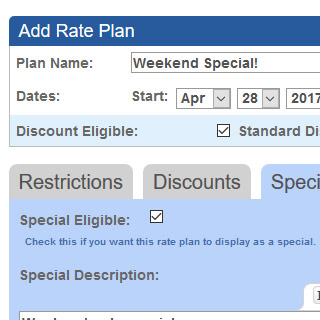 Add Rate Plan
Plan Name: Weekend Special!
Dates: Start: Apr 28 2017
Discount Eligible: Standard Di
Restrictions Discounts Speci
Special Eligible:
Check this if you want this rate plan to display as a special.
Special Description: